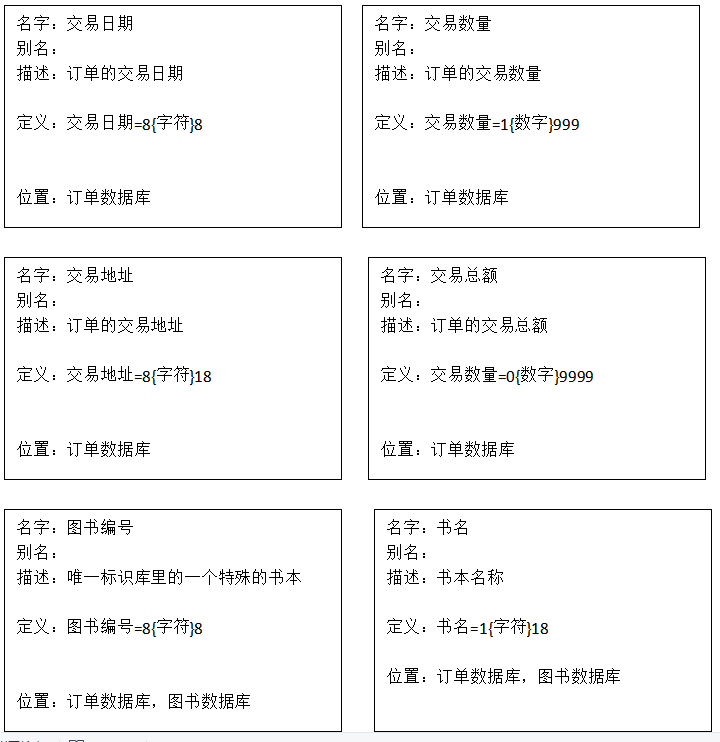 名字：交易日期
别名：
描述：订单的交易日期
定义：交易日期=8{字符}8
位置：订单数据库
名字：交易数量
别名：
描述：订单的交易数量
定义：交易数量=1{数字}999
位置：订单数据库
名字：交易地址
别名：
描述：订单的交易地址
定义：交易地址=8{字符}18
位置：订单数据库
名字：交易总额
别名：
描述：订单的交易总额
定义：交易数量=0{数字}9999
位置：订单数据库
名字：图书编号
别名：
描述：唯一标识库里的一个特殊的书本
定义：图书编号=8{字符}8
位置：订单数据库，图书数据库
名字：书名
别名：
描述：书本名称
定义：书名=1{字符}18
位置：订单数据库，图书数据库